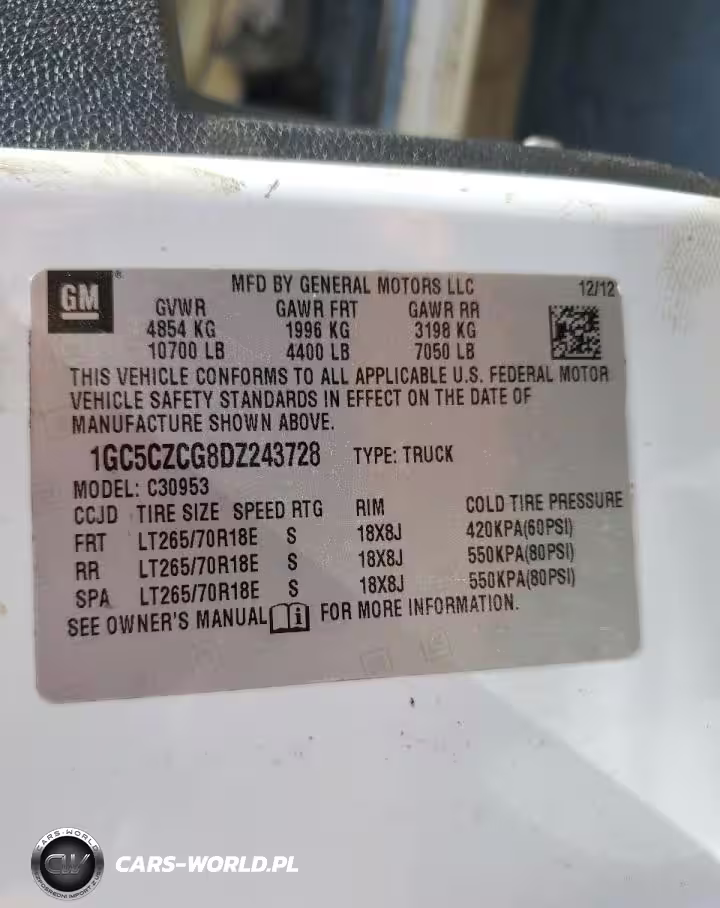 GM
MFD BY GENERAL MOTORS LLC 12/12
GVWR GAWR FRT GAWR RR
4854 KG 1996 KG 3198 KG
10700 LB 4400 LB 7050 LB
THIS VEHICLE CONFORMS TO ALL APPLICABLE U.S. FEDERAL MOTOR
VEHICLE SAFETY STANDARDS IN EFFECT ON THE DATE OF
MANUFACTURE SHOWN ABOVE.
1GC5CZCG8DZ243728 TYPE: TRUCK
MODEL: C30953
CCJD TIRE SIZE SPEED RTG RIM COLD TIRE PRESSURE
FRT LT265/70R18E S 18X8J 420KPA(60PSI)
RR LT265/70R18E S 18X8J 550KPA(80PSI)
SPA LT265/70R18E S 18X8J 550KPA(80PSI)
SEE OWNER'S MANUAL i FOR MORE INFORMATION.
CARS-WORLD
CW
CARS-WORLD.PL